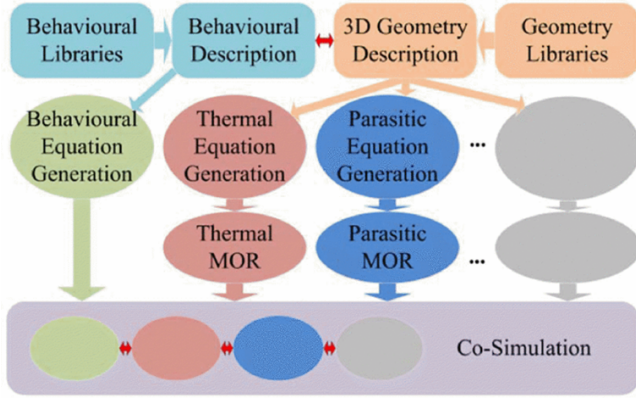 Behavioural
Libraries
Behavioural
Description
3D Geometry
Description
Geometry
Libraries
Behavioural
Equation
Generation
Thermal
Equation
Generation
Parasitic
Equation
Generation
...
Thermal
MOR
Parasitic
MOR
...
Co-Simulation